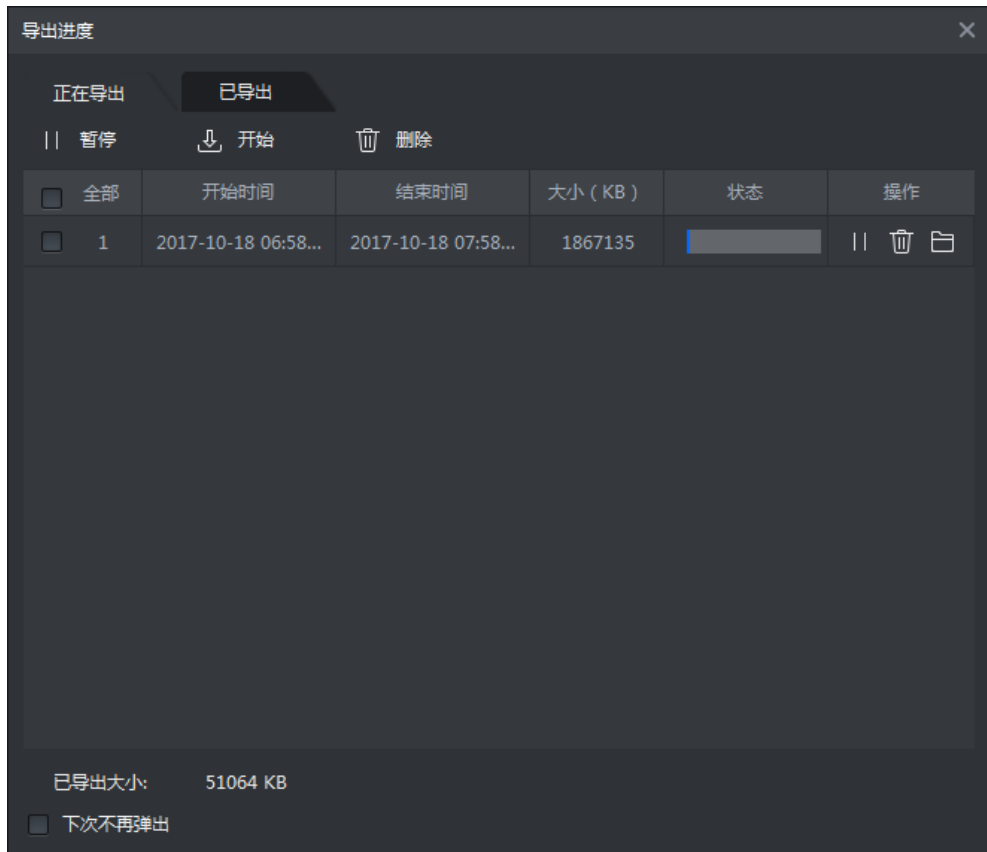 导出进度
正在导出 已导出
暂停 开始 删除
全部 开始时间 结束时间 大小（KB） 状态 操作
1 2017-10-18 06:58... 2017-10-18 07:58... 1867135
已导出大小: 51064 KB
下次不再弹出